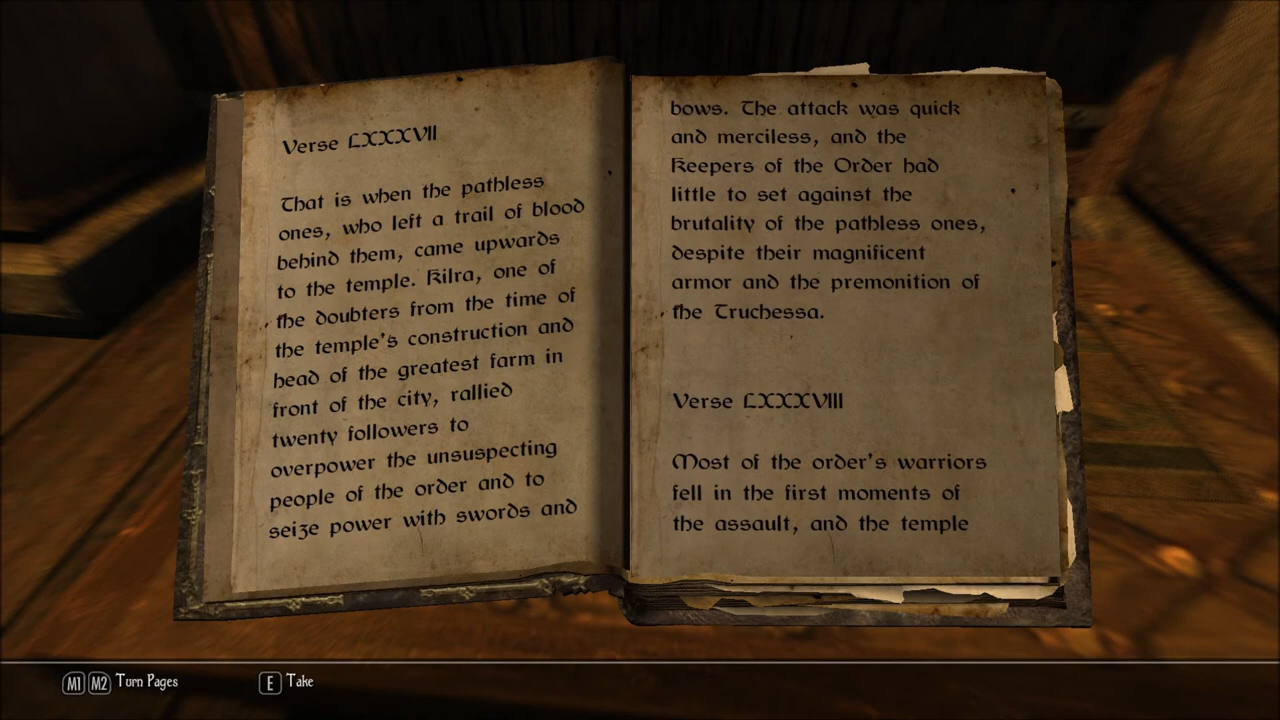 Verse LXXXVII
That is when the pathless
ones, who left a trail of blood
behind them, came upwards
to the temple. Kilra, one of
the doubters from the time of
the temple's construction and
head of the greatest farm in
front of the city, rallied
twenty followers to
overpower the unsuspecting
people of the order and to
seize power with swords and
bows. The attack was quick
and merciless, and the
Keepers of the Order had
little to set against the
brutality of the pathless ones,
despite their magnificent
armor and the premonition of
the Truchessa.
Verse LXXXVIII
Most of the order's warriors
fell in the first moments of
the assault, and the temple
M1 M2 Turn Pages
E Take